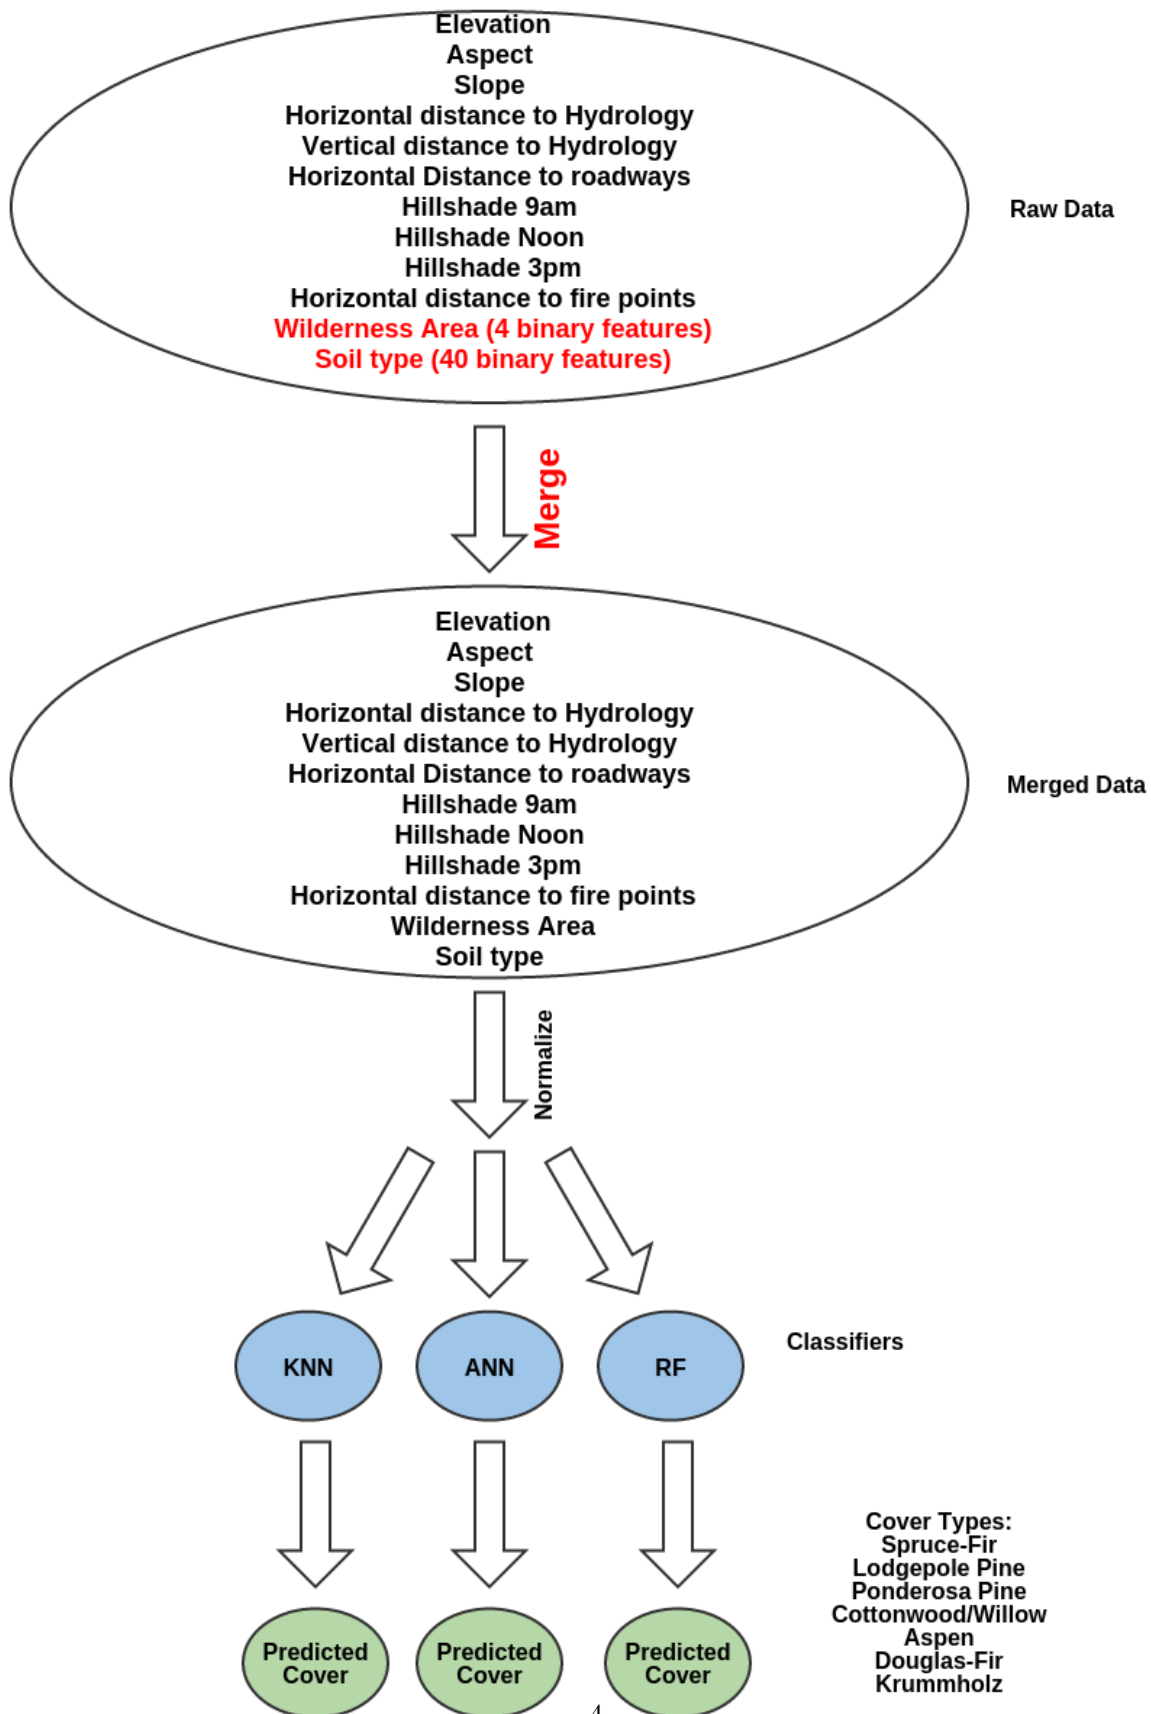 Elevation
Aspect
Slope
Horizontal distance to Hydrology
Vertical distance to Hydrology
Horizontal Distance to roadways
Hillshade 9am
Hillshade Noon
Hillshade 3pm
Horizontal distance to fire points
Wilderness Area (4 binary features)
Soil type (40 binary features)
Raw Data
Merge
Elevation
Aspect
Slope
Horizontal distance to Hydrology
Vertical distance to Hydrology
Horizontal Distance to roadways
Hillshade 9am
Hillshade Noon
Hillshade 3pm
Horizontal distance to fire points
Wilderness Area
Soil type
Merged Data
Normalize
KNN
ANN
RF
Classifiers
Predicted
Cover
Predicted
Cover
Predicted
Cover
Cover Types:
Spruce-Fir
Lodgepole Pine
Ponderosa Pine
Cottonwood/Willow
Aspen
Douglas-Fir
Krummholz
4